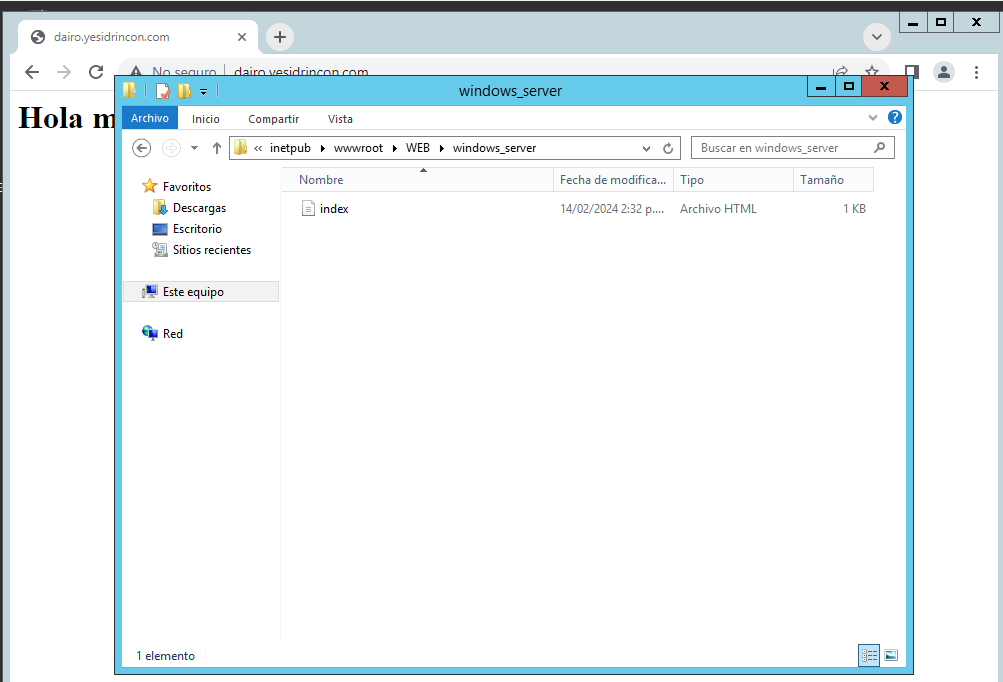 dairo.yesidrincon.com
No seguro dairo.yesidrincon.com
Hola m
windows_server
Archivo Inicio Compartir Vista
« inetpub wwwroot WEB windows_server Buscar en windows_server
Nombre Fecha de modifica... Tipo Tamaño
index 14/02/2024 2:32 p.... Archivo HTML 1 KB
Favoritos
Descargas
Escritorio
Sitios recientes
Este equipo
Red
1 elemento